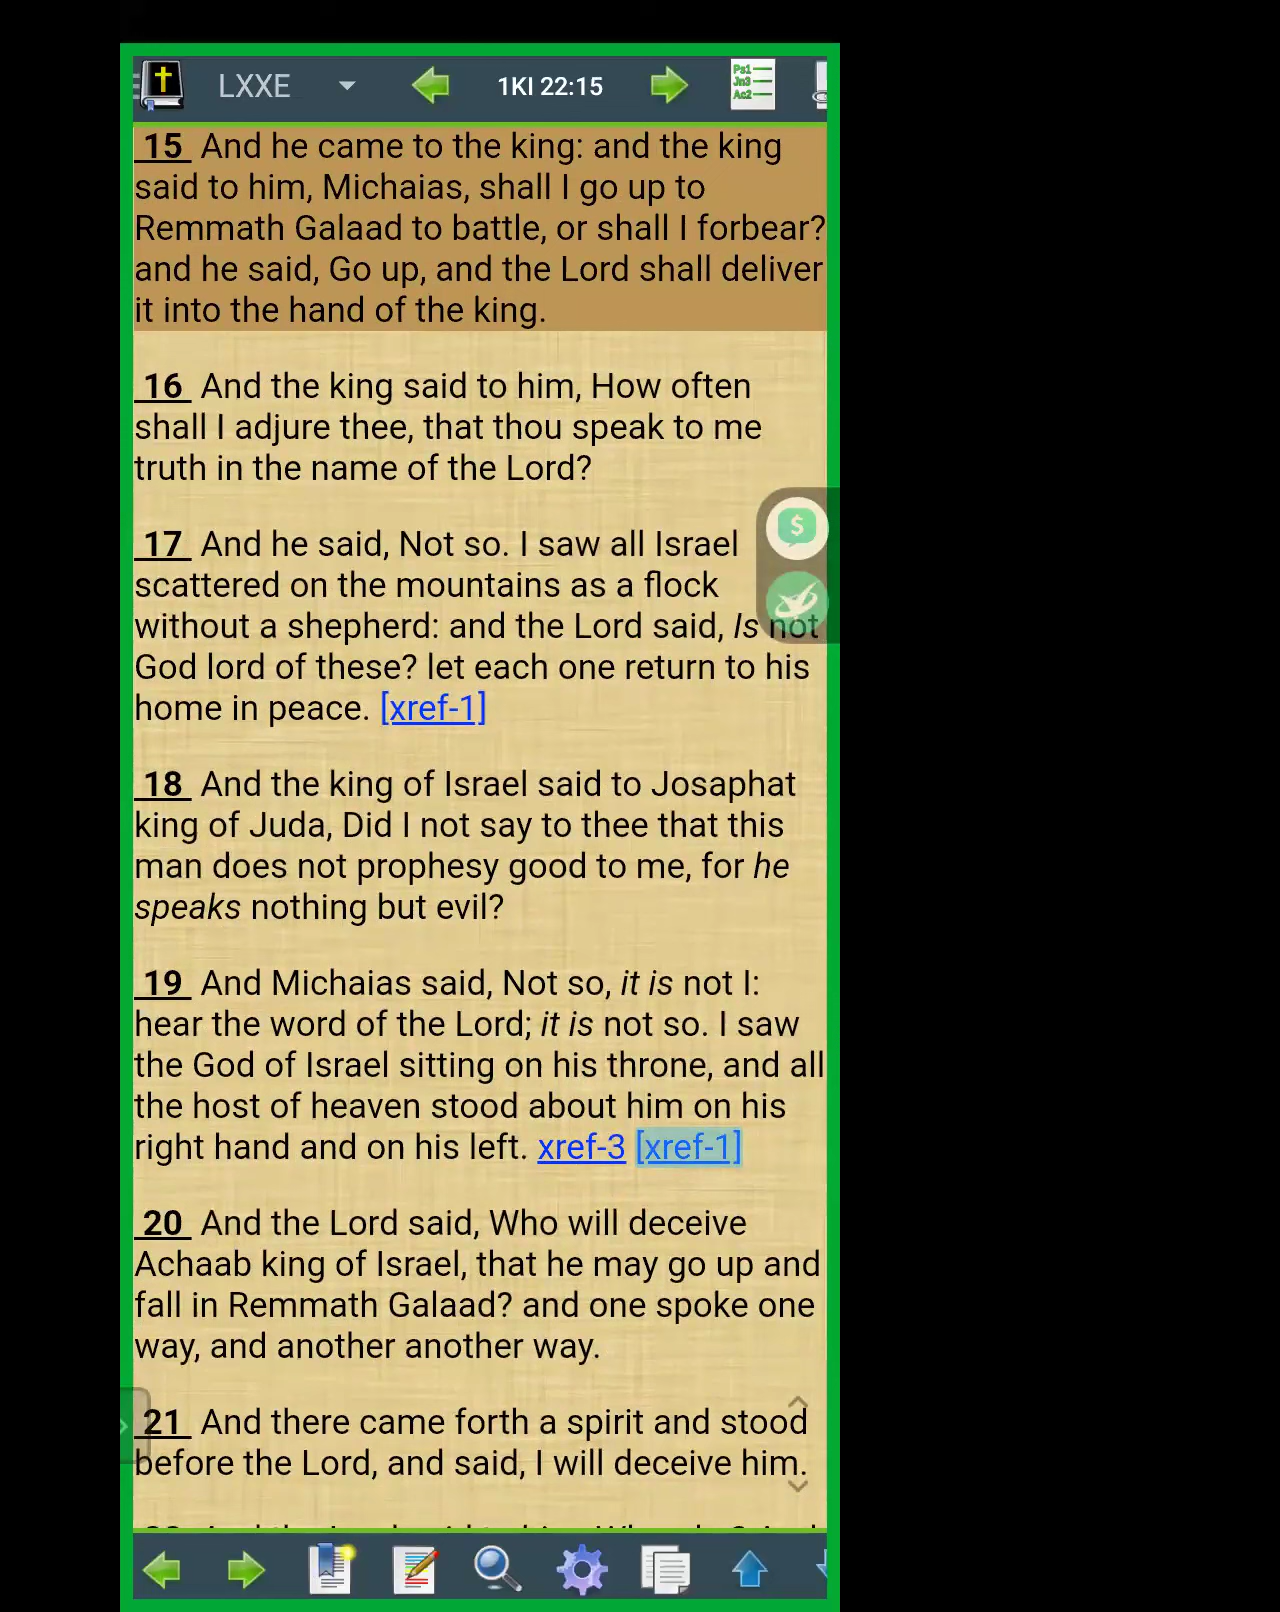 LXXE 1KI 22:15
Ps1
Jn3
Ac2
15 And he came to the king: and the king
said to him, Michaias, shall I go up to
Remmath Galaad to battle, or shall I forbear?
and he said, Go up, and the Lord shall deliver
it into the hand of the king.
16 And the king said to him, How often
shall I adjure thee, that thou speak to me
truth in the name of the Lord?
17 And he said, Not so. I saw all Israel
scattered on the mountains as a flock
without a shepherd: and the Lord said, Is not
God lord of these? let each one return to his
home in peace. [xref-1]
18 And the king of Israel said to Josaphat
king of Juda, Did I not say to thee that this
man does not prophesy good to me, for he
speaks nothing but evil?
19 And Michaias said, Not so, it is not I:
hear the word of the Lord; it is not so. I saw
the God of Israel sitting on his throne, and all
the host of heaven stood about him on his
right hand and on his left. xref-3 [xref-1]
20 And the Lord said, Who will deceive
Achaab king of Israel, that he may go up and
fall in Remmath Galaad? and one spoke one
way, and another another way.
21 And there came forth a spirit and stood
before the Lord, and said, I will deceive him.